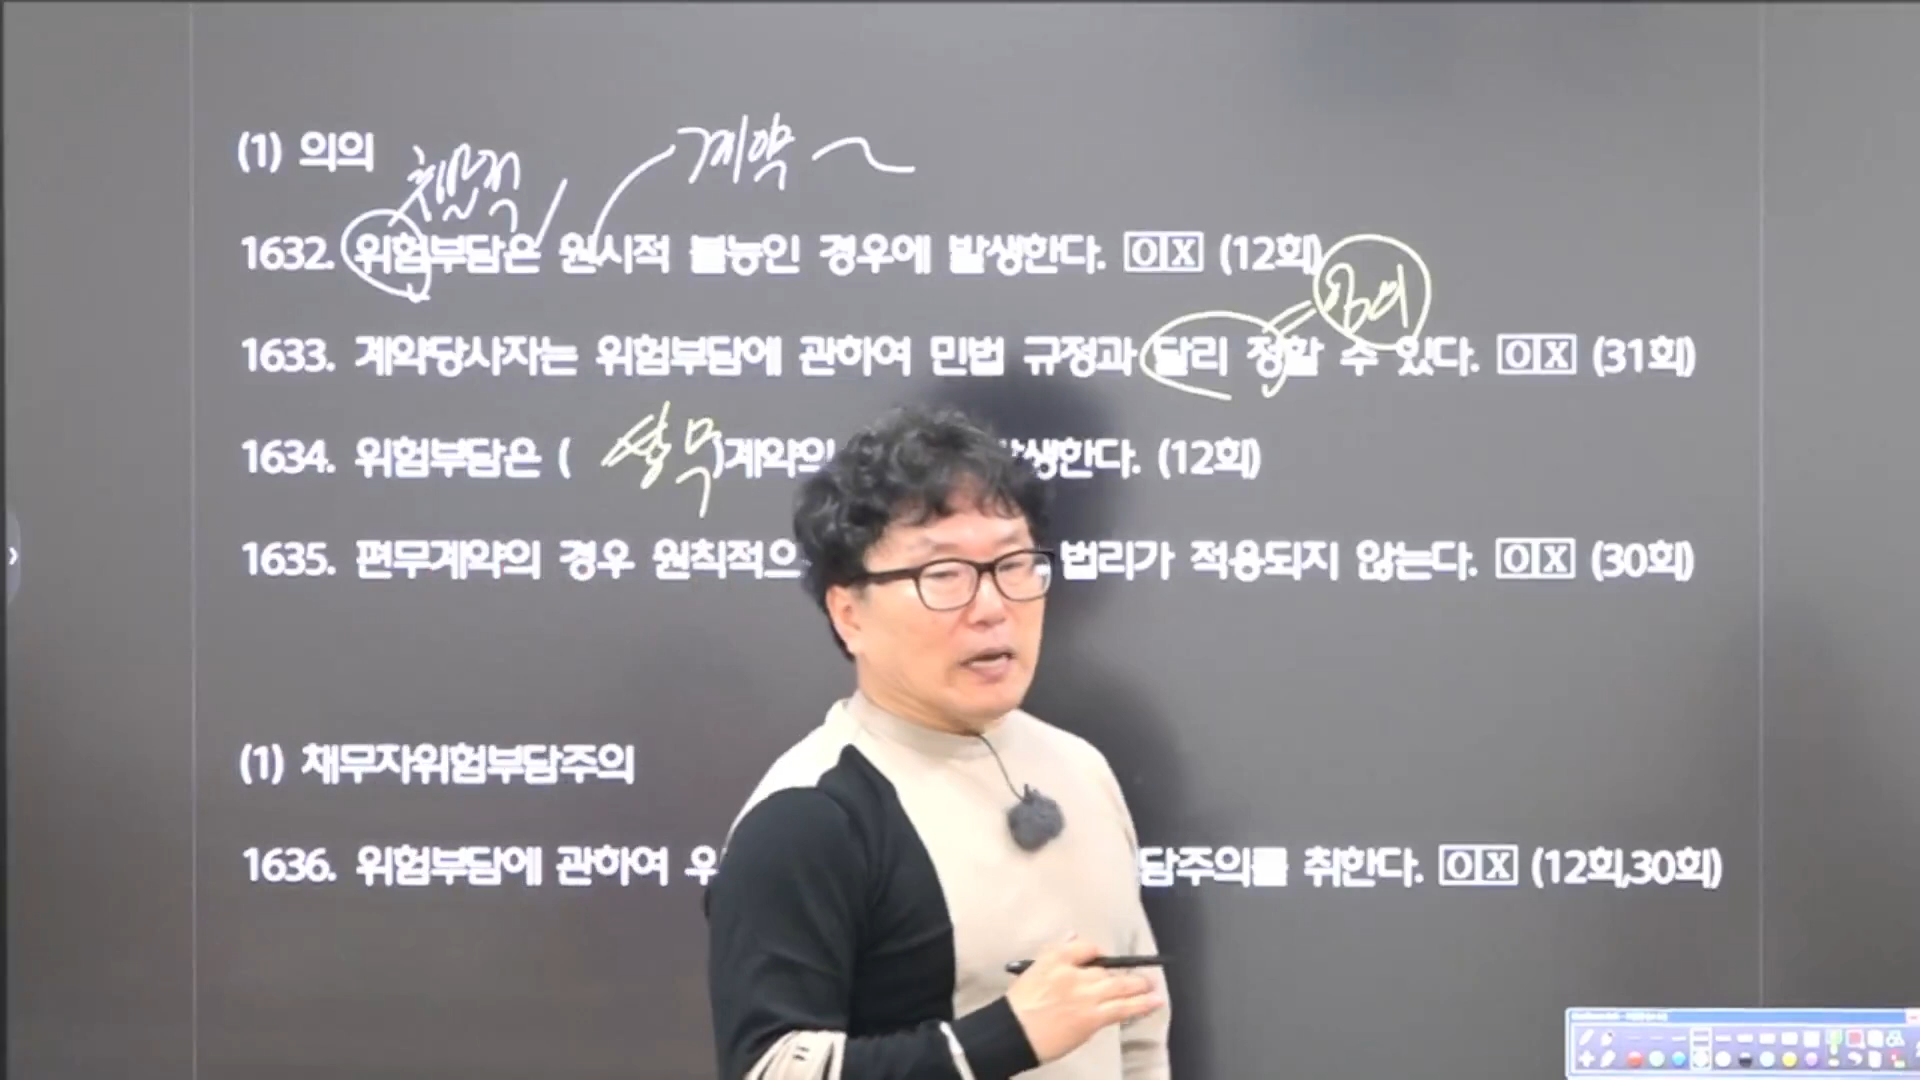 (1) 의의
후발적 계약
1632. 위험부담은 원시적 불능인 경우에 발생한다. O X (12회)
임의
1633. 계약당사자는 위험부담에 관하여 민법 규정과 달리 정할 수 있다. O X (31회)
1634. 위험부담은 ( 쌍무 )계약의 발생한다. (12회)
1635. 편무계약의 경우 원칙적으 법리가 적용되지 않는다. O X (30회)
(1) 채무자위험부담주의
1636. 위험부담에 관하여 우 담주의를 취한다. O X (12회,30회)